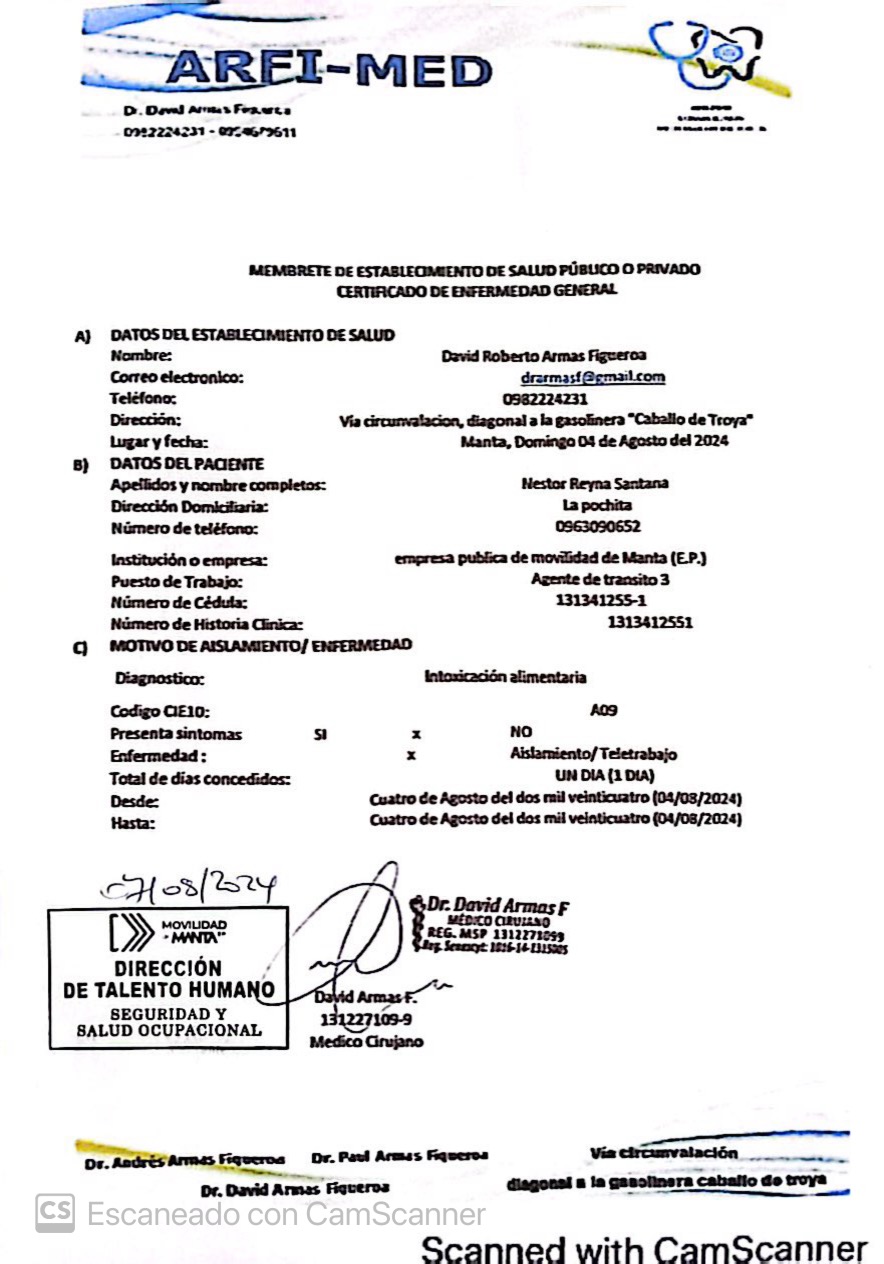 ARFI-MED
Dr. David Armas Figueroa
0982224231 -
MEMBRETE DE ESTABLECIMIENTO DE SALUD PÚBLICO O PRIVADO
CERTIFICADO DE ENFERMEDAD GENERAL
A) DATOS DEL ESTABLECIMIENTO DE SALUD
Nombre: David Roberto Armas Figueroa
Correo electronico: drarmasf@gmail.com
Teléfono: 0982224231
Dirección: Via circunvalacion, diagonal a la gasolinera "Caballo de Troya"
Lugar y fecha: Manta, Domingo 04 de Agosto del 2024
B) DATOS DEL PACIENTE
Apellidos y nombre completos: Nestor Reyna Santana
Dirección Domiciliaria: La pochita
Número de teléfono: 0963090652
Institución o empresa: empresa publica de movilidad de Manta (E.P.)
Puesto de Trabajo: Agente de transito 3
Número de Cédula: 131341255-1
Número de Historia Clinica: 1313412551
C) MOTIVO DE AISLAMIENTO/ ENFERMEDAD
Diagnostico: Intoxicación alimentaria
Codigo CIE10: A09
Presenta sintomas SI x NO
Enfermedad : x Aislamiento/Teletrabajo
Total de días concedidos: UN DIA (1 DIA)
Desde: Cuatro de Agosto del dos mil veinticuatro (04/08/2024)
Hasta: Cuatro de Agosto del dos mil veinticuatro (04/08/2024)
07/08/2024
MOVILIDAD
MANTA EP
DIRECCIÓN
DE TALENTO HUMANO
SEGURIDAD Y
SALUD OCUPACIONAL
Dr. David Armas F
MÉDICO CIRUJANO
REG. MSP 1312271099
Reg. Senescyt:
David Armas F.
131227109-9
Medico Cirujano
Dr. Andrés Armas Figueroa Dr. Paul Armas Figueroa
Dr. David Armas Figueroa
Via circunvalación
diagonal a la gasolinera caballo de troya
CS Escaneado con CamScanner
Scanned with CamScanner